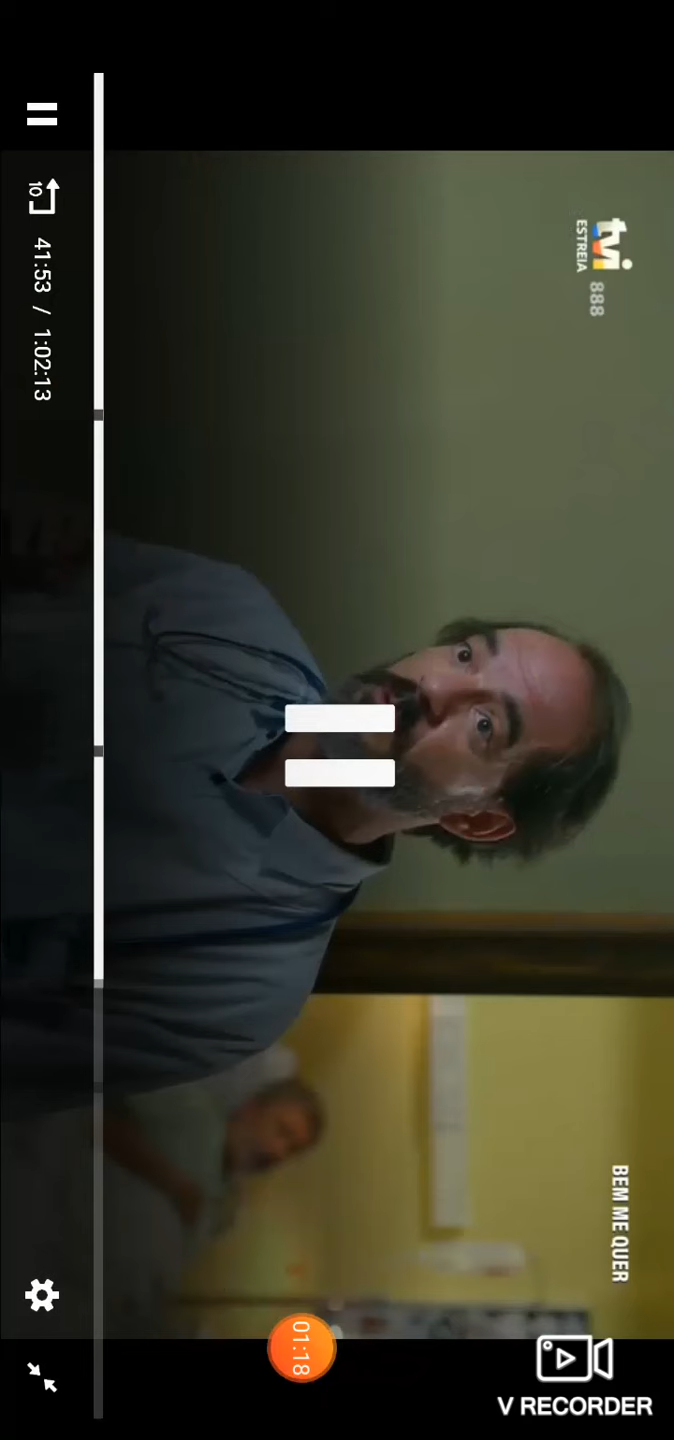 tvi
ESTREIA
888
BEM ME QUER
10
41:53 / 1:02:13
01:18
V RECORDER